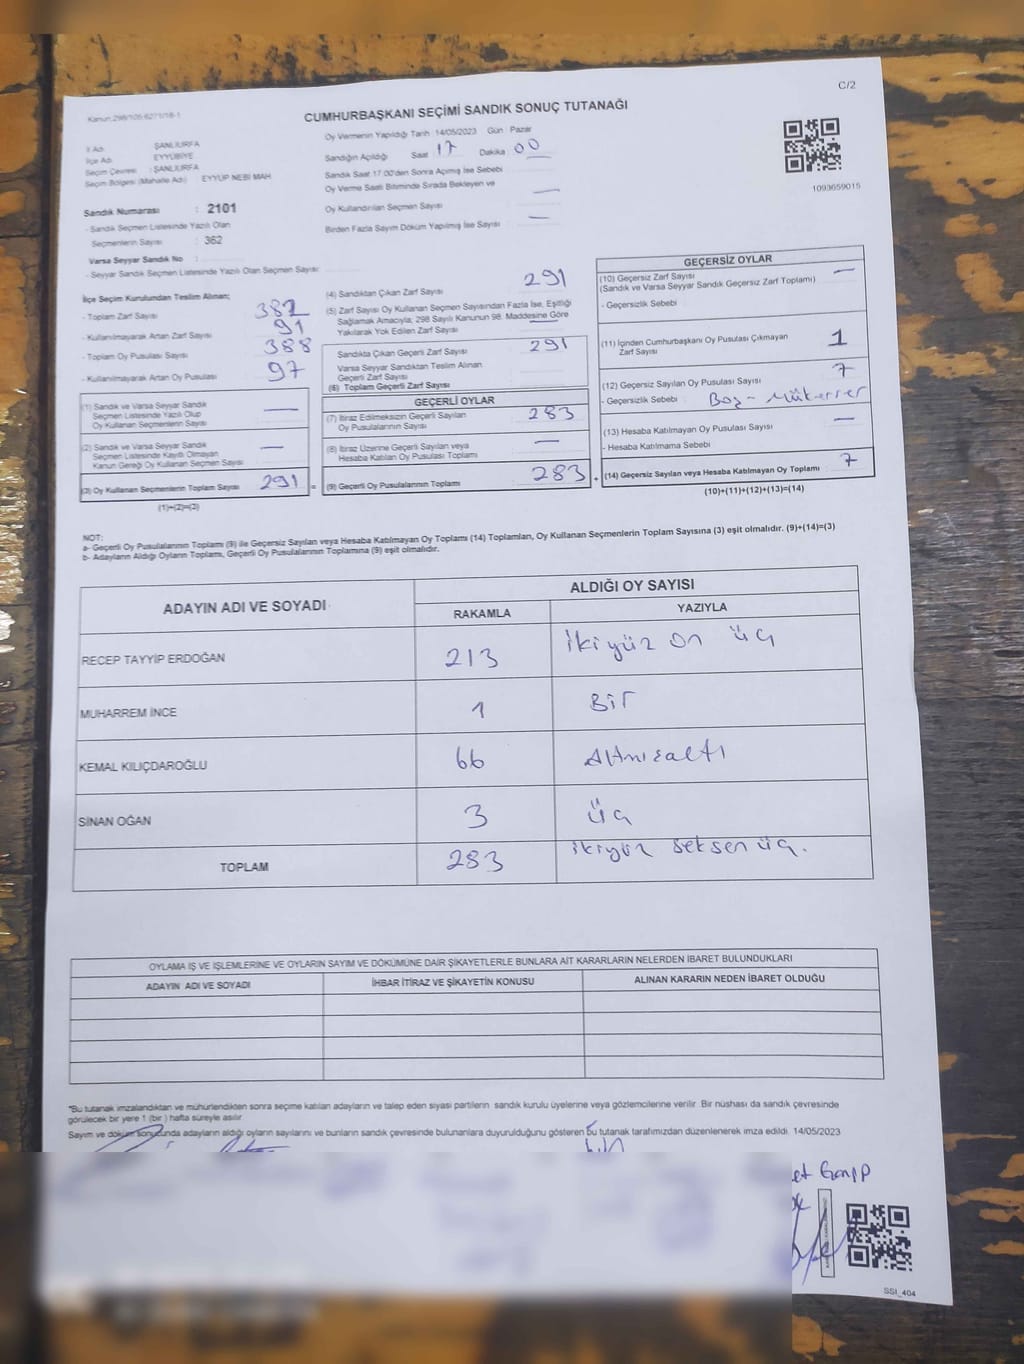 C/2
Kanun:298/105-6271/18-1
CUMHURBAŞKANI SEÇİMİ SANDIK SONUÇ TUTANAĞI
İl Adı : ŞANLIURFA
İlçe Adı : EYYÜBİYE
Seçim Çevresi : ŞANLIURFA
Seçim Bölgesi (Mahalle Adı) : EYYÜP NEBİ MAH
Sandık Numarası : 2101
- Sandık Seçmen Listesinde Yazılı Olan
Seçmenlerin Sayısı : 362
Varsa Seyyar Sandık No :
- Seyyar Sandık Seçmen Listesinde Yazılı Olan Seçmen Sayısı:
Oy Vermenin Yapıldığı Tarih 14/05/2023 Gün Pazar
Sandığın Açıldığı Saat 17 Dakika 00
Sandık Saat 17.00'den Sonra Açılmış İse Sebebi
Oy Verme Saati Bitiminde Sırada Bekleyen ve
Oy Kullandırılan Seçmen Sayısı —
Birden Fazla Sayım Döküm Yapılmış İse Sayısı —
1093659015
İlçe Seçim Kurulundan Teslim Alınan;
- Toplam Zarf Sayısı 382
- Kullanılmayarak Artan Zarf Sayısı 91
- Toplam Oy Pusulası Sayısı 388
- Kullanılmayarak Artan Oy Pusulası 97
(1) Sandık ve Varsa Seyyar Sandık
Seçmen Listesinde Yazılı Olup
Oy Kullanan Seçmenlerin Sayısı —
(2) Sandık ve Varsa Seyyar Sandık
Seçmen Listesinde Kayıtlı Olmayan
Kanun Gereği Oy Kullanan Seçmen Sayısı —
(3) Oy Kullanan Seçmenlerin Toplam Sayısı 291 =
(1)+(2)=(3)
(4) Sandıktan Çıkan Zarf Sayısı 291
(5) Zarf Sayısı Oy Kullanan Seçmen Sayısından Fazla İse, Eşitliği
Sağlamak Amacıyla, 298 Sayılı Kanunun 98. Maddesine Göre
Yakılarak Yok Edilen Zarf Sayısı —
Sandıkta Çıkan Geçerli Zarf Sayısı 291
Varsa Seyyar Sandıktan Teslim Alınan
Geçerli Zarf Sayısı
(6) Toplam Geçerli Zarf Sayısı
GEÇERLİ OYLAR
(7) İtiraz Edilmeksizin Geçerli Sayılan
Oy Pusulalarının Sayısı 283
(8) İtiraz Üzerine Geçerli Sayılan veya
Hesaba Katılan Oy Pusulası Toplamı —
(9) Geçerli Oy Pusulalarının Toplamı 283 +
GEÇERSİZ OYLAR
(10) Geçersiz Zarf Sayısı —
(Sandık ve Varsa Seyyar Sandık Geçersiz Zarf Toplamı)
- Geçersizlik Sebebi
(11) İçinden Cumhurbaşkanı Oy Pusulası Çıkmayan
Zarf Sayısı 1
(12) Geçersiz Sayılan Oy Pusulası Sayısı 7
- Geçersizlik Sebebi : Boş - Mükerrer
(13) Hesaba Katılmayan Oy Pusulası Sayısı —
- Hesaba Katılmama Sebebi
(14) Geçersiz Sayılan veya Hesaba Katılmayan Oy Toplamı 7
(10)+(11)+(12)+(13)=(14)
NOT:
a- Geçerli Oy Pusulalarının Toplamı (9) ile Geçersiz Sayılan veya Hesaba Katılmayan Oy Toplamı (14) Toplamları, Oy Kullanan Seçmenlerin Toplam Sayısına (3) eşit olmalıdır. (9)+(14)=(3)
b- Adayların Aldığı Oyların Toplamı, Geçerli Oy Pusulalarının Toplamına (9) eşit olmalıdır.
ADAYIN ADI VE SOYADI ALDIĞI OY SAYISI
RAKAMLA YAZIYLA
RECEP TAYYİP ERDOĞAN 213 İkiyüz on üç
MUHARREM İNCE 1 Bir
KEMAL KILIÇDAROĞLU 66 Altmışaltı
SİNAN OĞAN 3 üç
TOPLAM 283 ikiyüz seksen üç.
OYLAMA İŞ VE İŞLEMLERİNE VE OYLARIN SAYIM VE DÖKÜMÜNE DAİR ŞİKAYETLERLE BUNLARA AİT KARARLARIN NELERDEN İBARET BULUNDUKLARI
ADAYIN ADI VE SOYADI İHBAR İTİRAZ VE ŞİKAYETİN KONUSU ALINAN KARARIN NEDEN İBARET OLDUĞU
*Bu tutanak imzalandıktan ve mühürlendikten sonra seçime katılan adayların ve talep eden siyasi partilerin sandık kurulu üyelerine veya gözlemcilerine verilir. Bir nüshası da sandık çevresinde
görülecek bir yere 1 (bir) hafta süreyle asılır.
Sayım ve döküm sonucunda adayların aldığı oyların sayılarını ve bunların sandık çevresinde bulunanlara duyurulduğunu gösteren bu tutanak tarafımızdan düzenlenerek imza edildi. 14/05/2023
SSI_404